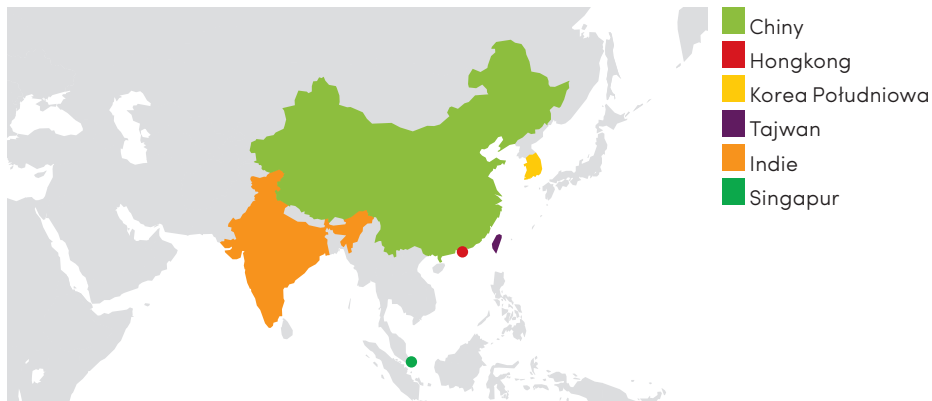 Chiny
Hongkong
Korea Południowa
Tajwan
Indie
Singapur